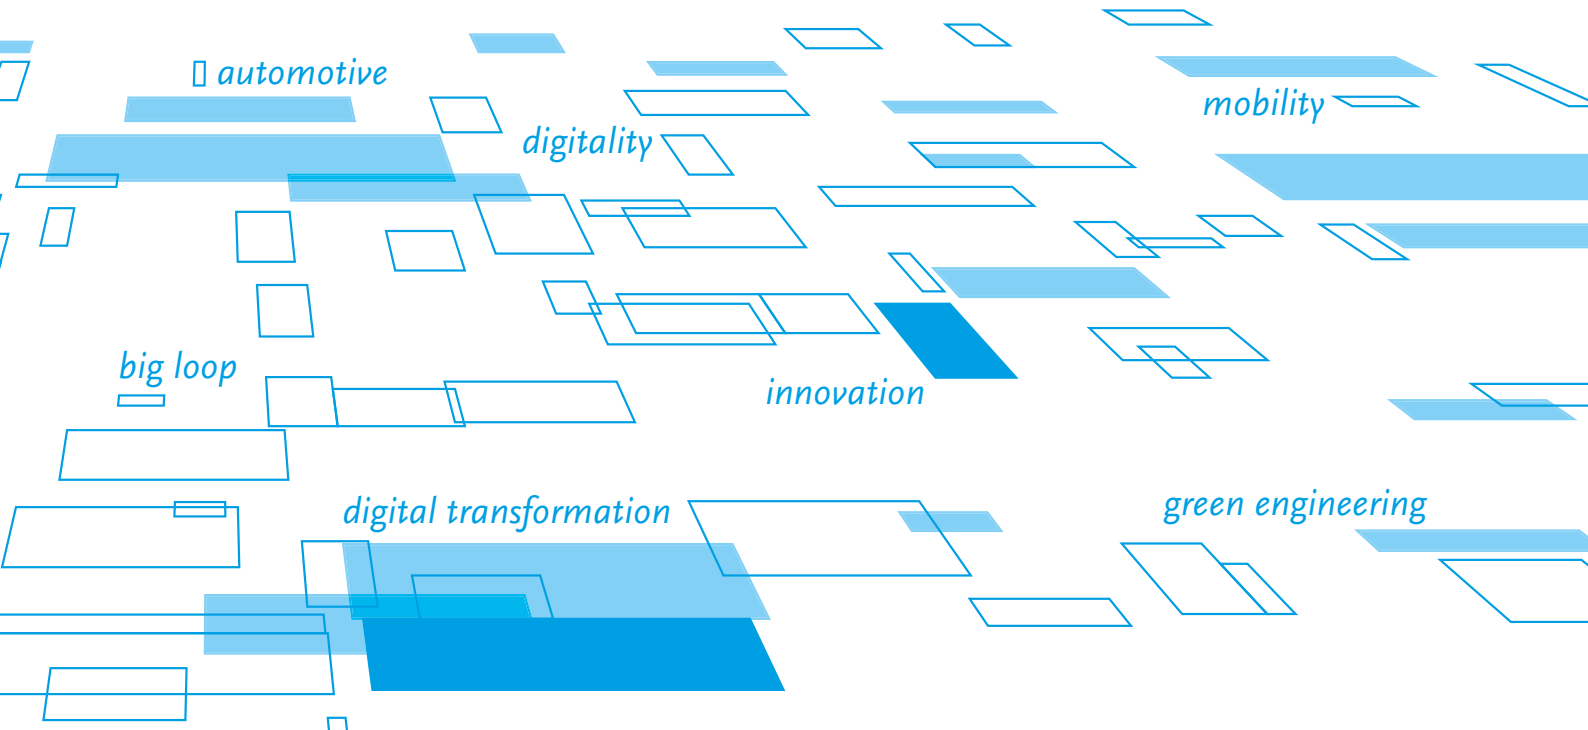 automotive
mobility
digitality
big loop
innovation
digital transformation
green engineering